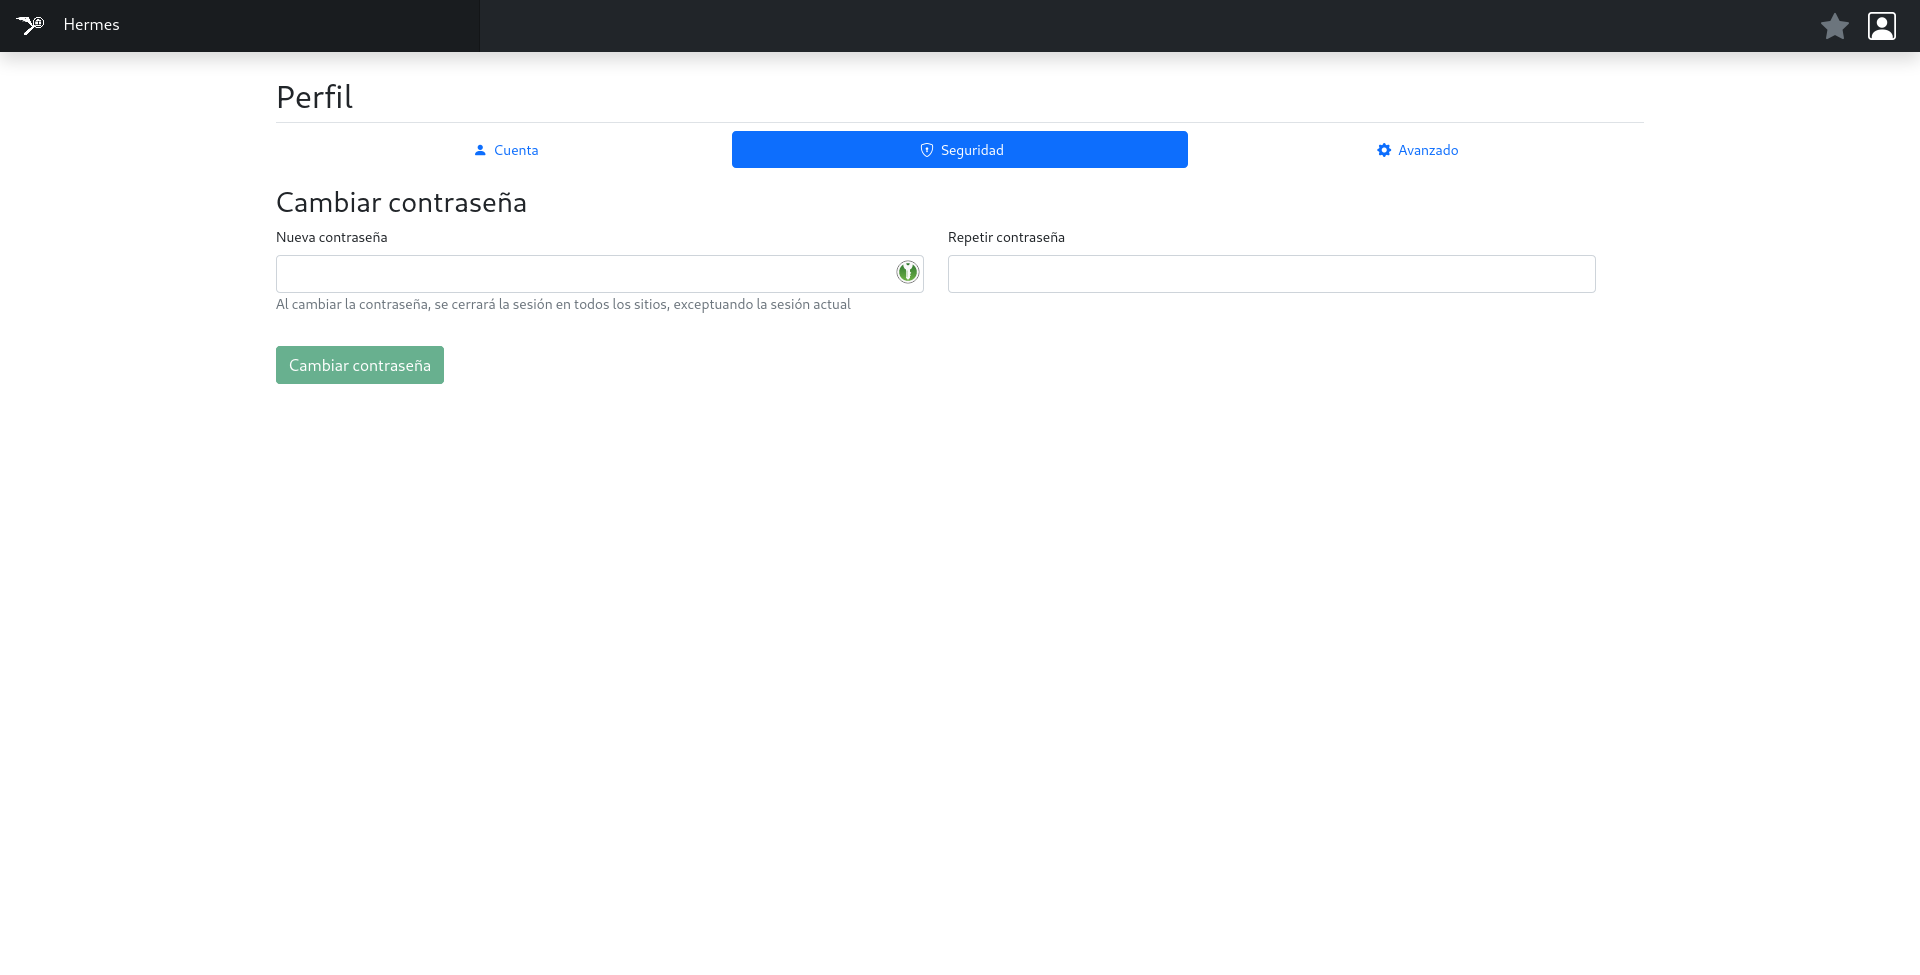 Hermes
Perfil
Cuenta
Seguridad
Avanzado
Cambiar contraseña
Nueva contraseña
Repetir contraseña
Al cambiar la contraseña, se cerrará la sesión en todos los sitios, exceptuando la sesión actual
Cambiar contraseña